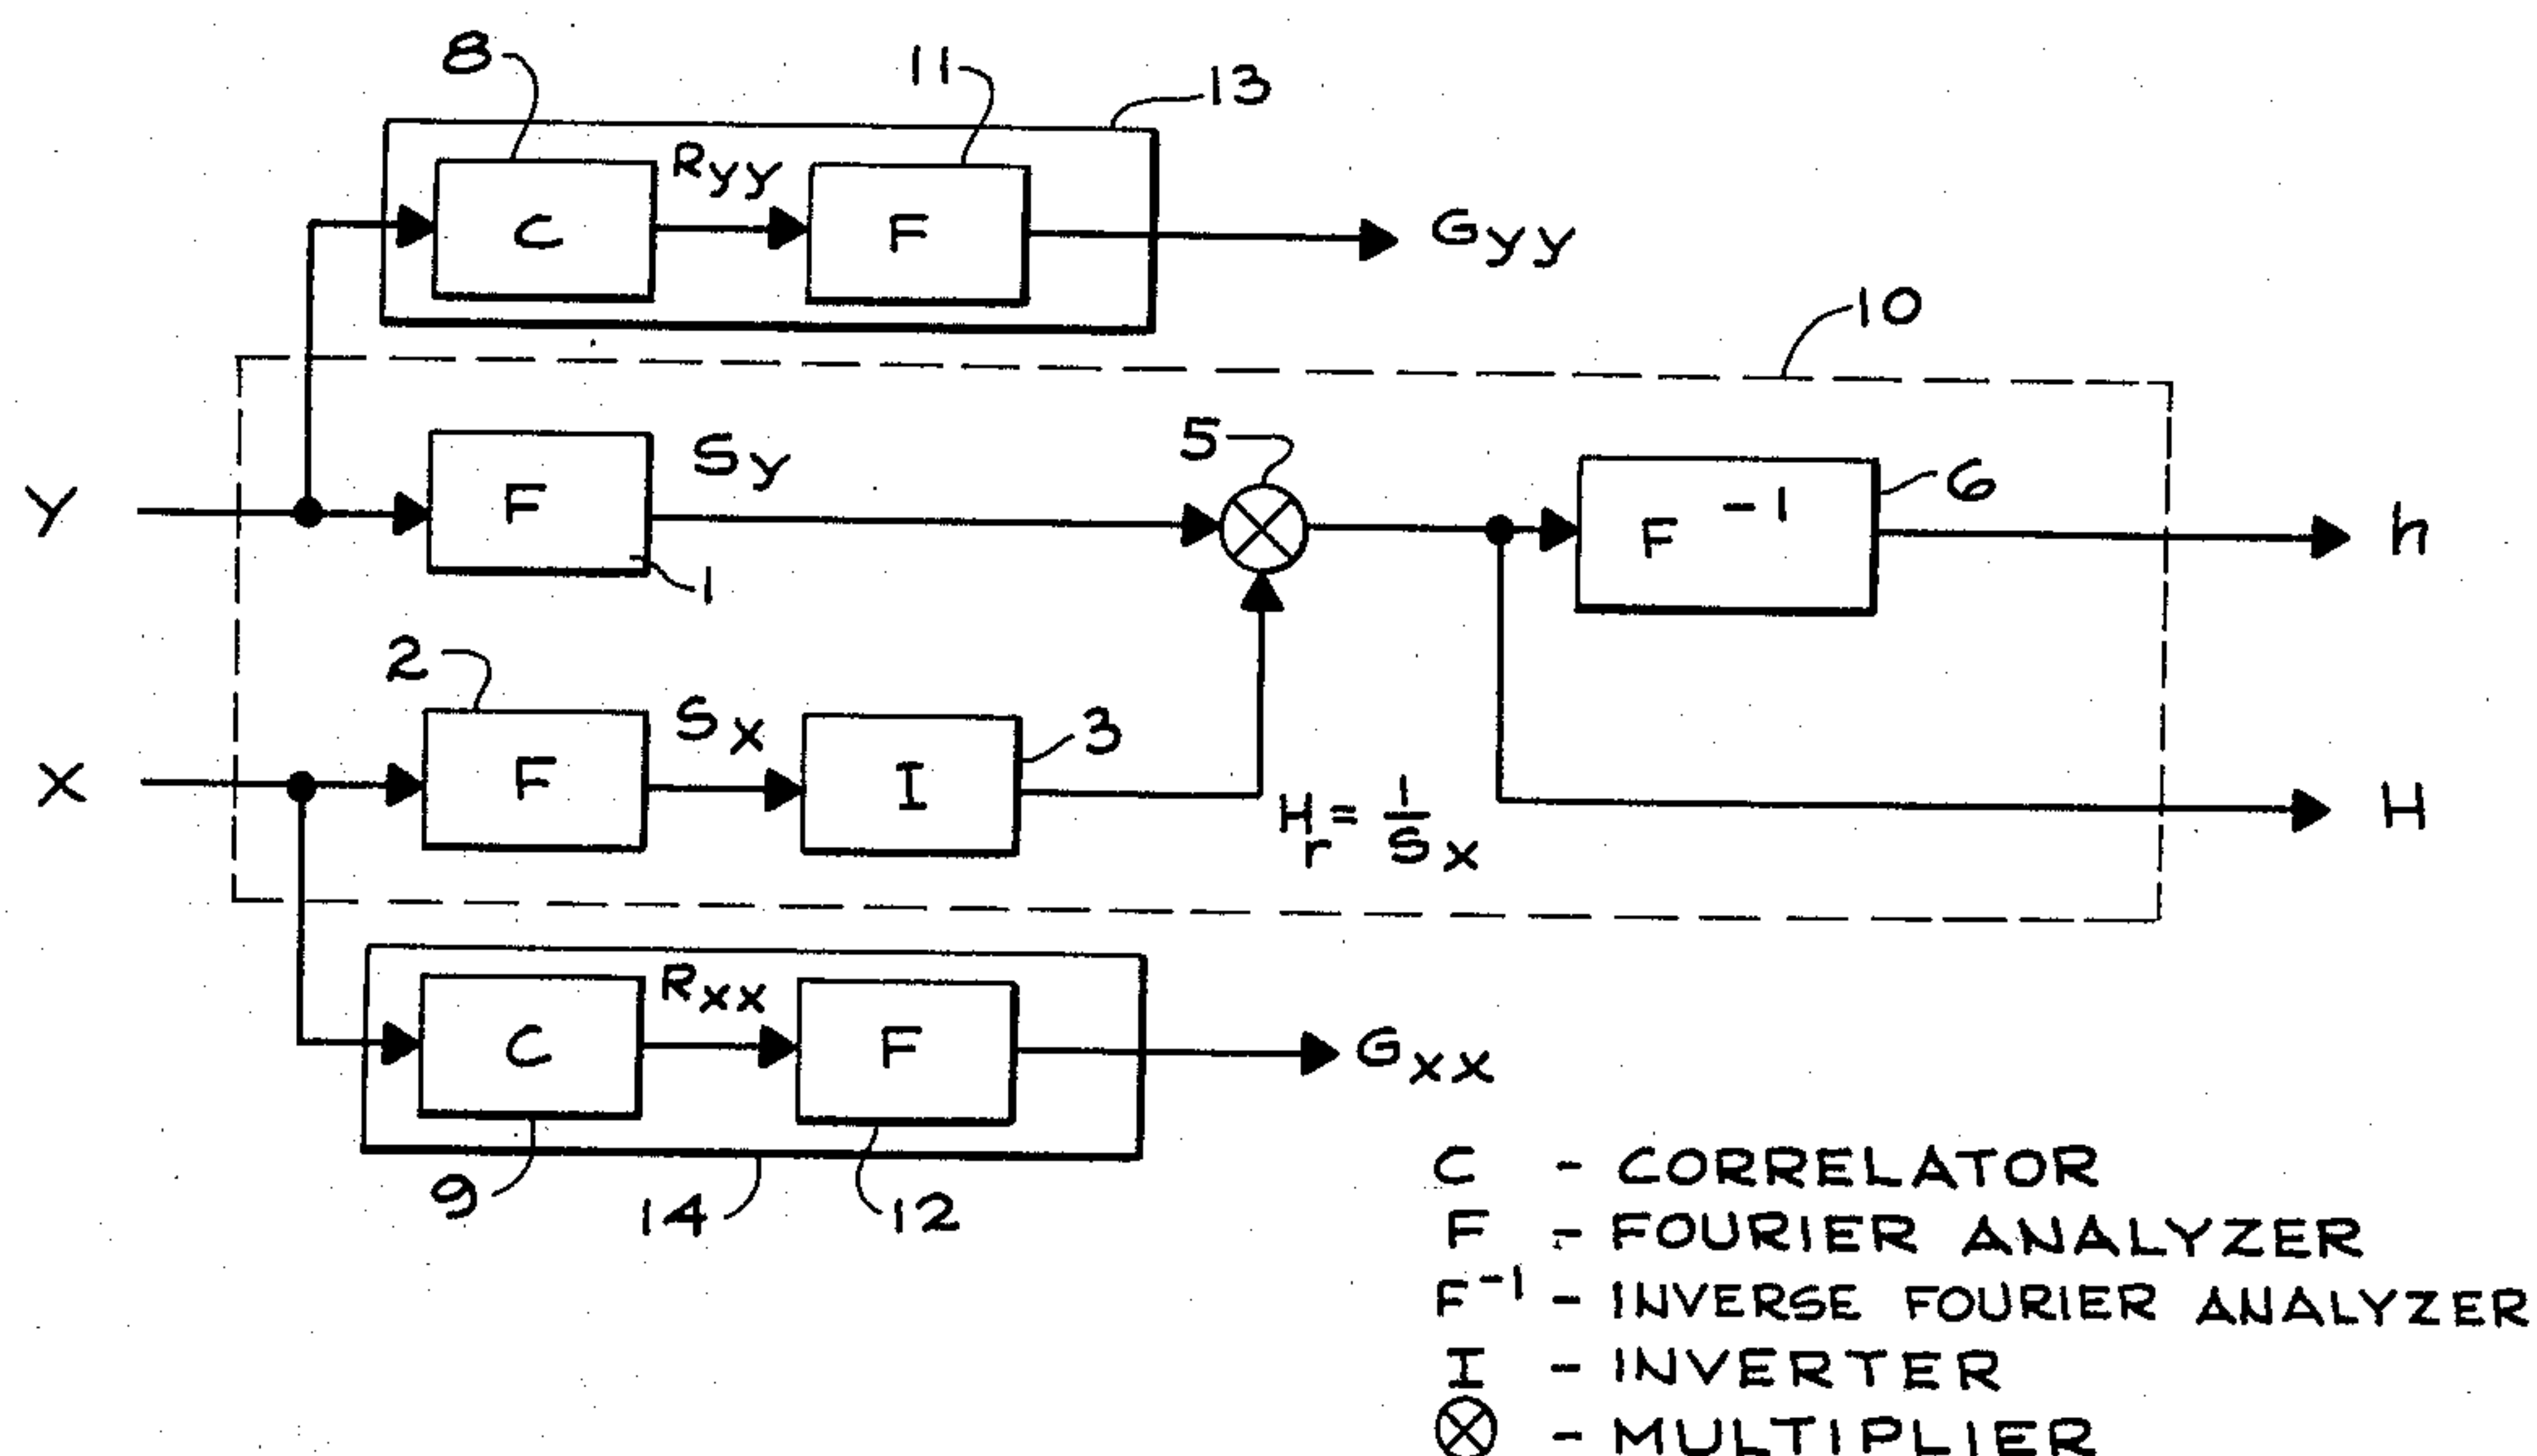 8
11
13
Ryy
C
F
Gyy
10
Sy
5
Y
F
F⁻¹
6
h
1
2
Sx
3
X
F
I
Hr = 1/Sx
H
Rxx
C
F
Gxx
9
14
12
C - CORRELATOR
F - FOURIER ANALYZER
F⁻¹ - INVERSE FOURIER ANALYZER
I - INVERTER
⊗ - MULTIPLIER